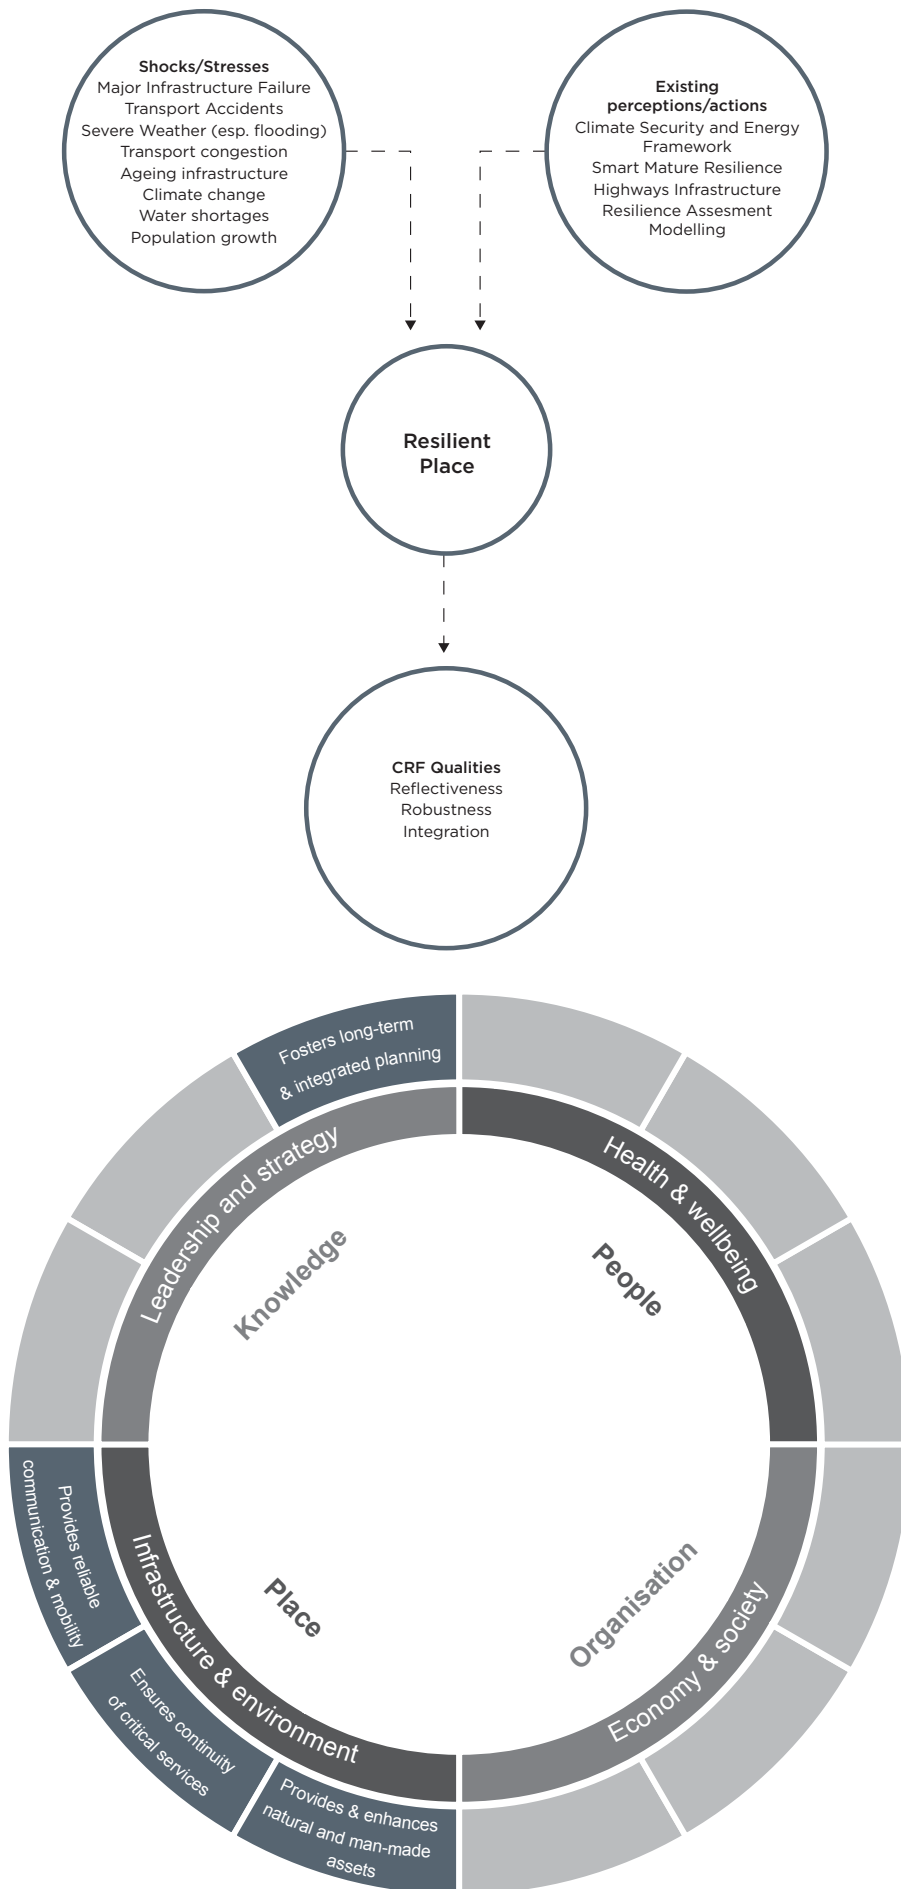 Shocks/Stresses
Major Infrastructure Failure
Transport Accidents
Severe Weather (esp. flooding)
Transport congestion
Ageing infrastructure
Climate change
Water shortages
Population growth
Existing
perceptions/actions
Climate Security and Energy
Framework
Smart Mature Resilience
Highways Infrastructure
Resilience Assesment
Modelling
Resilient
Place
CRF Qualities
Reflectiveness
Robustness
Integration
Fosters long-term
& integrated planning
Leadership and strategy
Health & wellbeing
Knowledge
People
Provides reliable
communication & mobility
Infrastructure & environment
Place
Organisation
Economy & society
Ensures continuity
of critical services
Provides & enhances
natural and man-made
assets